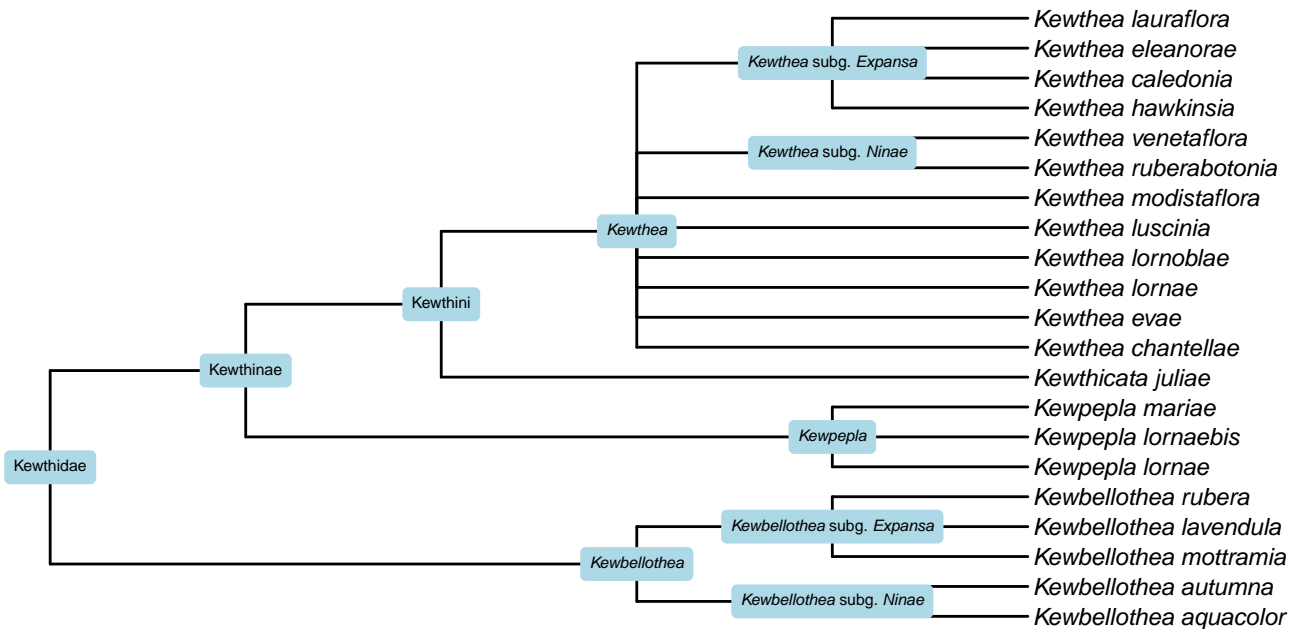 Kewthea lauraflora
Kewthea eleanorae
Kewthea subg. Expansa
Kewthea caledonia
Kewthea hawkinsia
Kewthea venetaflora
Kewthea subg. Ninae
Kewthea ruberabotonia
Kewthea modistaflora
Kewthea luscinia
Kewthea
Kewthea lornoblae
Kewthea lornae
Kewthini
Kewthea evae
Kewthea chantellae
Kewthinae
Kewthicata juliae
Kewpepla mariae
Kewpepla
Kewpepla lornaebis
Kewthidae
Kewpepla lornae
Kewbellothea rubera
Kewbellothea subg. Expansa
Kewbellothea lavendula
Kewbellothea mottramia
Kewbellothea
Kewbellothea autumna
Kewbellothea subg. Ninae
Kewbellothea aquacolor